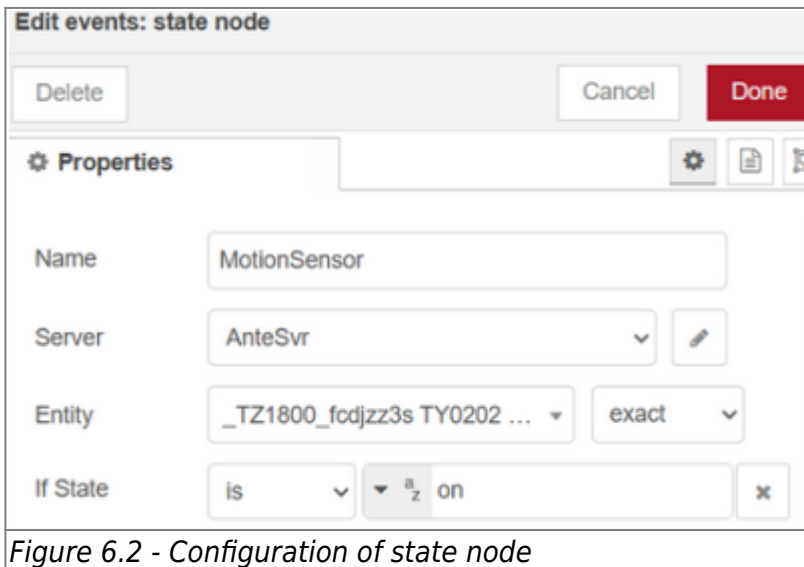 Edit events: state node
Delete Cancel Done
Properties
Name MotionSensor
Server AnteSvr
Entity _TZ1800_fcdjzz3s TY0202 ... exact
If State is a z on
Figure 6.2 - Configuration of state node